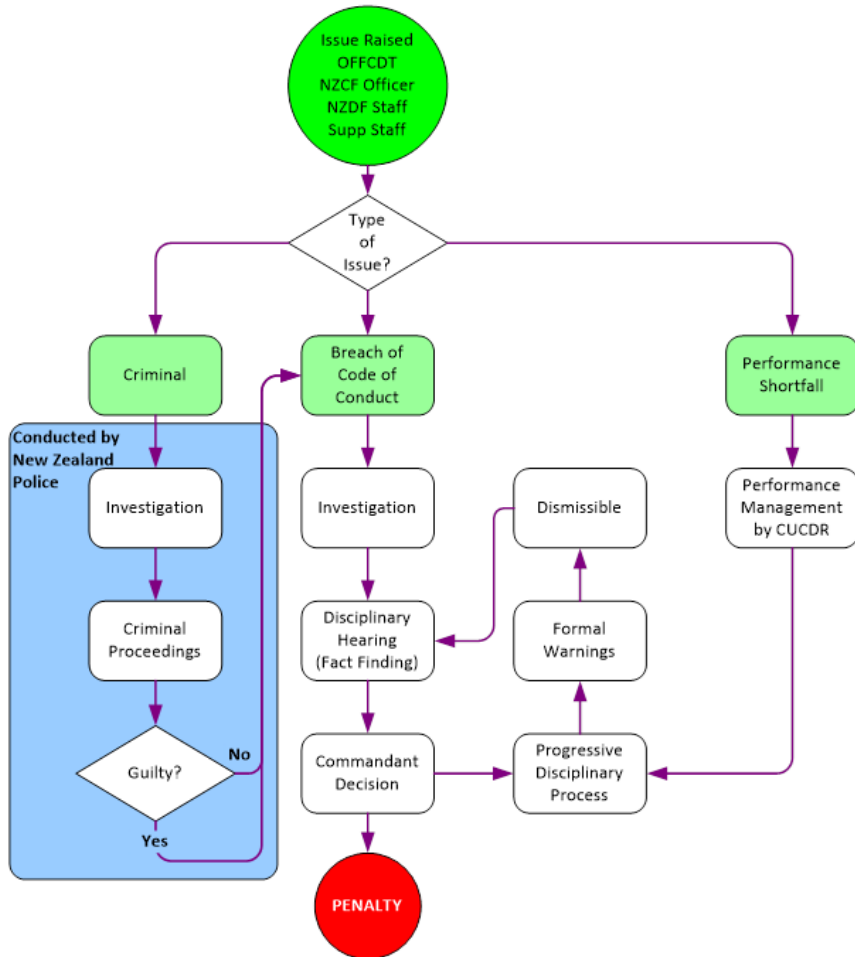 Issue Raised
OFFCDT
NZCF Officer
NZDF Staff
Supp Staff
Type
of
Issue?
Criminal
Breach of
Code of
Conduct
Performance
Shortfall
Conducted by
New Zealand
Police
Investigation
Investigation
Dismissible
Performance
Management
by CUCDR
Criminal
Proceedings
Disciplinary
Hearing
(Fact Finding)
Formal
Warnings
Guilty?
No
Yes
Commandant
Decision
Progressive
Disciplinary
Process
PENALTY